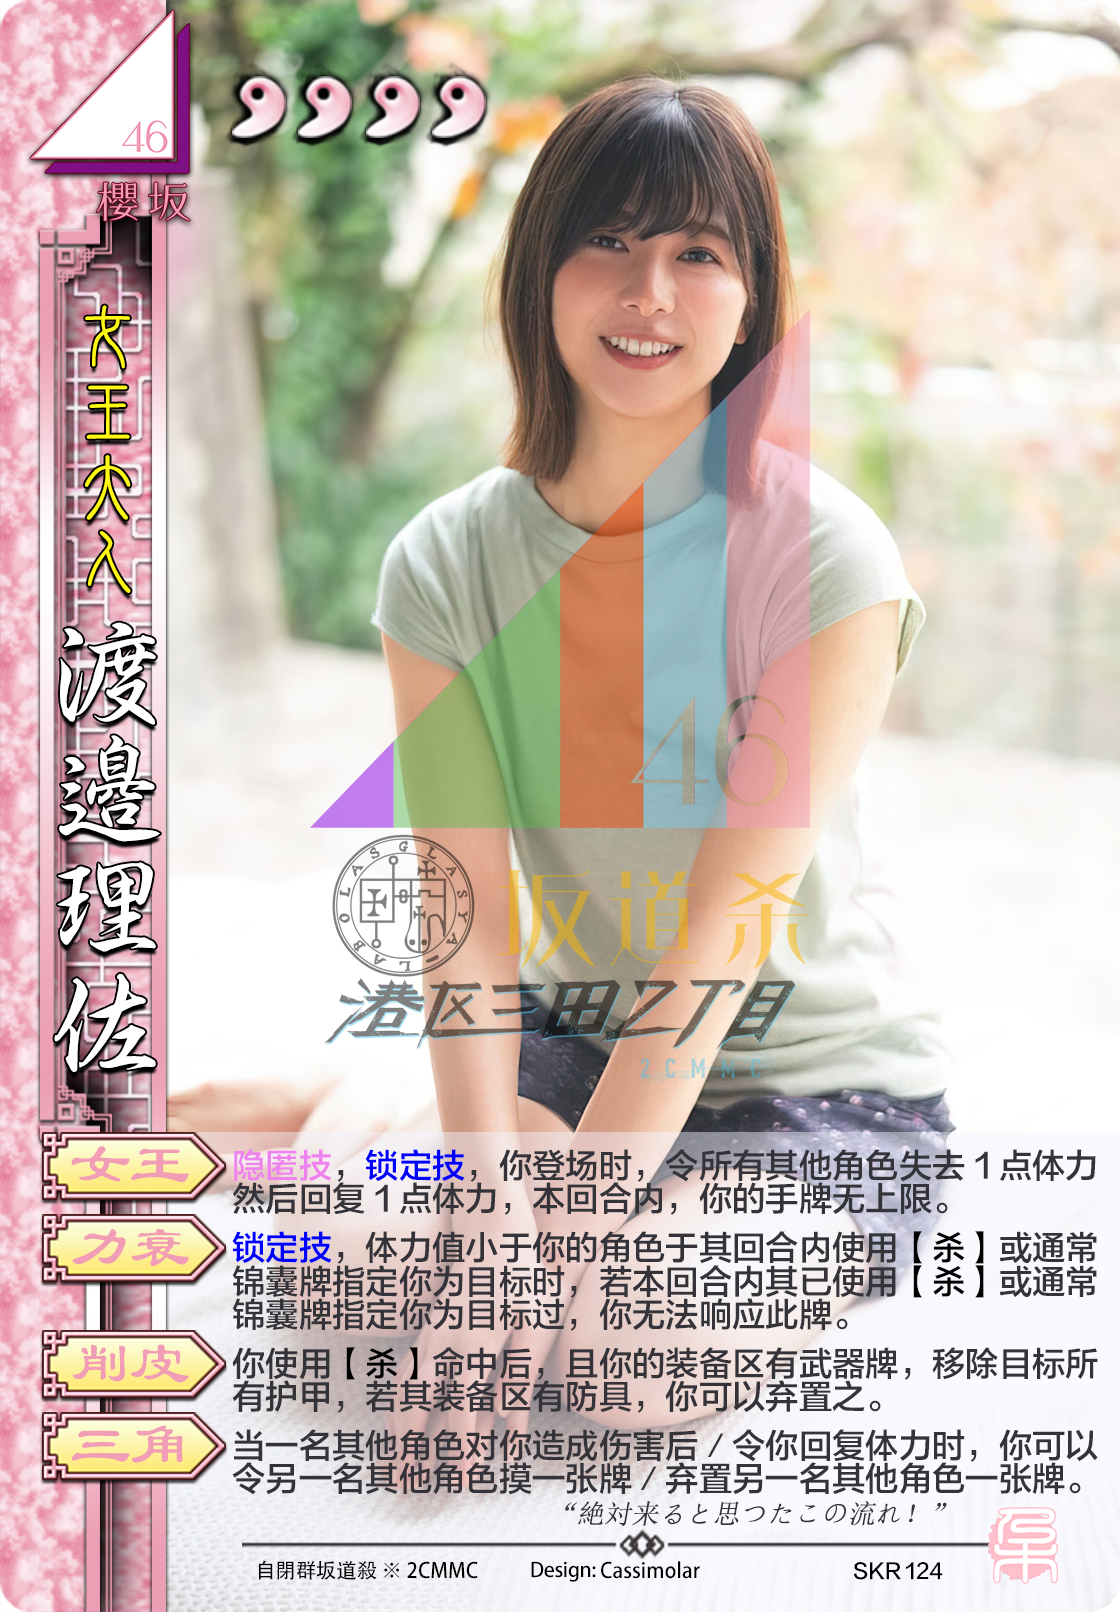 46
櫻坂
女王大人
渡邉理佐
46
GLASYA LABOLAS
坂道杀
港区三田乙丁目
2CMMC
女王
隐匿技，锁定技，你登场时，令所有其他角色失去1点体力
然后回复1点体力，本回合内，你的手牌无上限。
力衰
锁定技，体力值小于你的角色于其回合内使用【杀】或通常
锦囊牌指定你为目标时，若本回合内其已使用【杀】或通常
锦囊牌指定你为目标过，你无法响应此牌。
削皮
你使用【杀】命中后，且你的装备区有武器牌，移除目标所
有护甲，若其装备区有防具，你可以弃置之。
三角
当一名其他角色对你造成伤害后/令你回复体力时，你可以
令另一名其他角色摸一张牌/弃置另一名其他角色一张牌。
“絶対来ると思つたこの流れ！”
自閉群坂道殺 ※ 2CMMC
Design: Cassimolar
SKR124